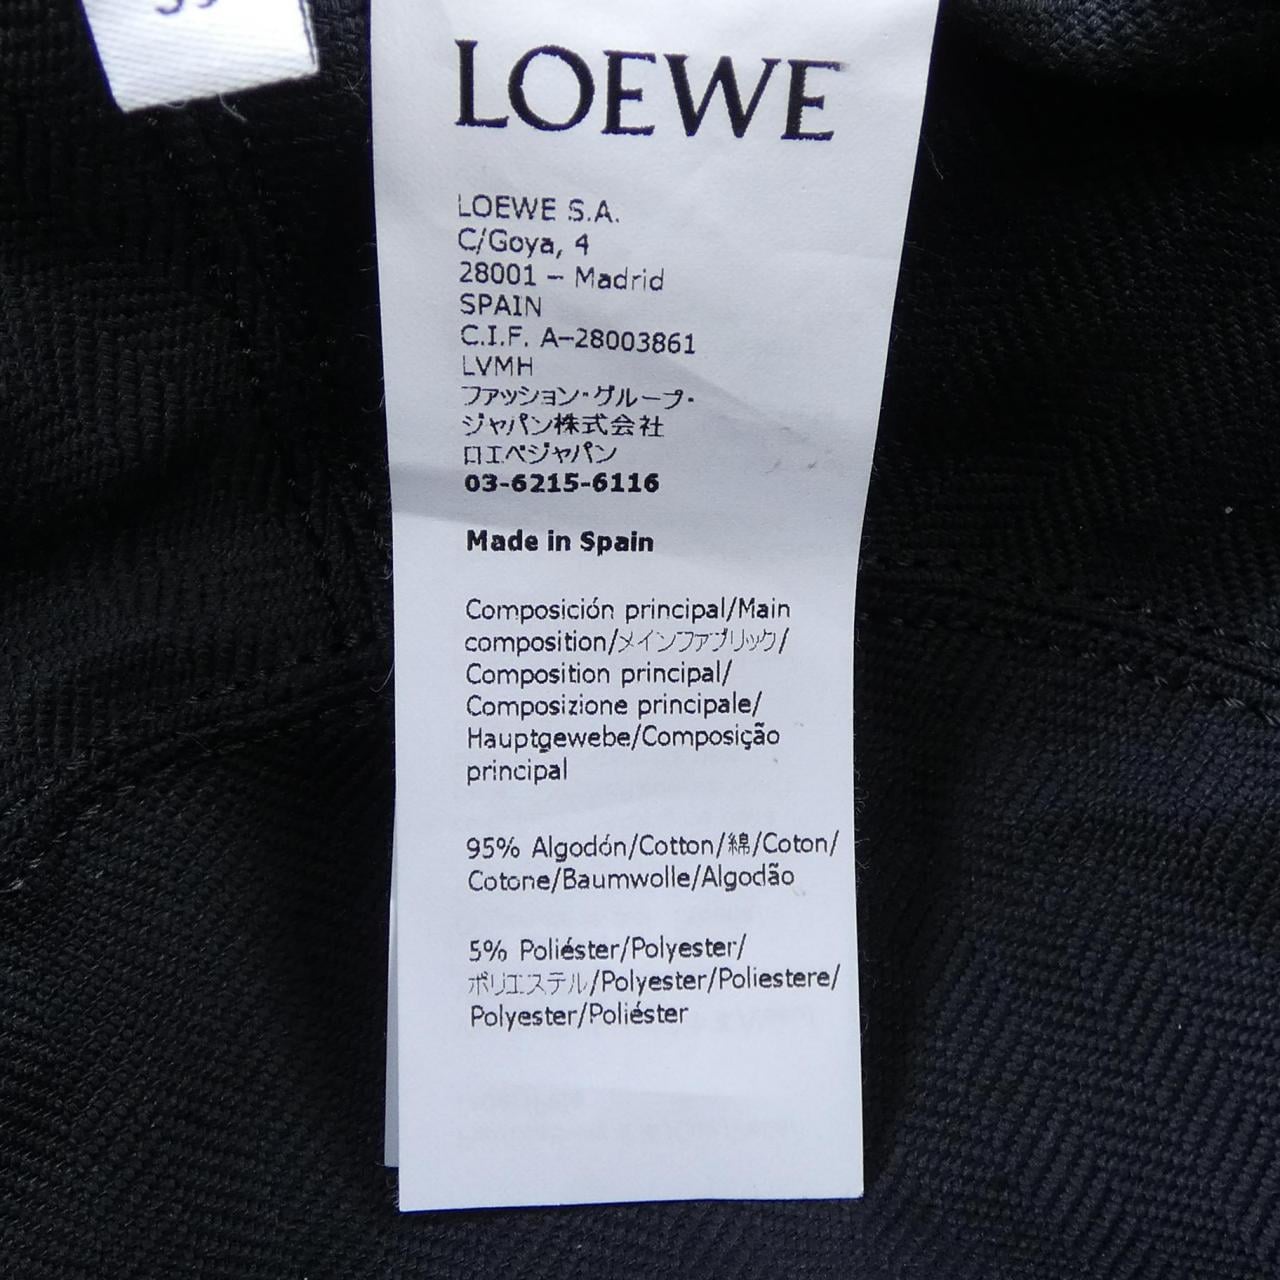 LOEWE
LOEWE S.A.
C/Goya, 4
28001 – Madrid
SPAIN
C.I.F. A–28003861
LVMH
ファッション・グループ・
ジャパン株式会社
ロエベジャパン
03-6215-6116
Made in Spain
Composición principal/Main
composition/メインファブリック/
Composition principal/
Composizione principale/
Hauptgewebe/Composição
principal
95% Algodón/Cotton/綿/Coton/
Cotone/Baumwolle/Algodão
5% Poliéster/Polyester/
ポリエステル/Polyester/Poliestere/
Polyester/Poliéster